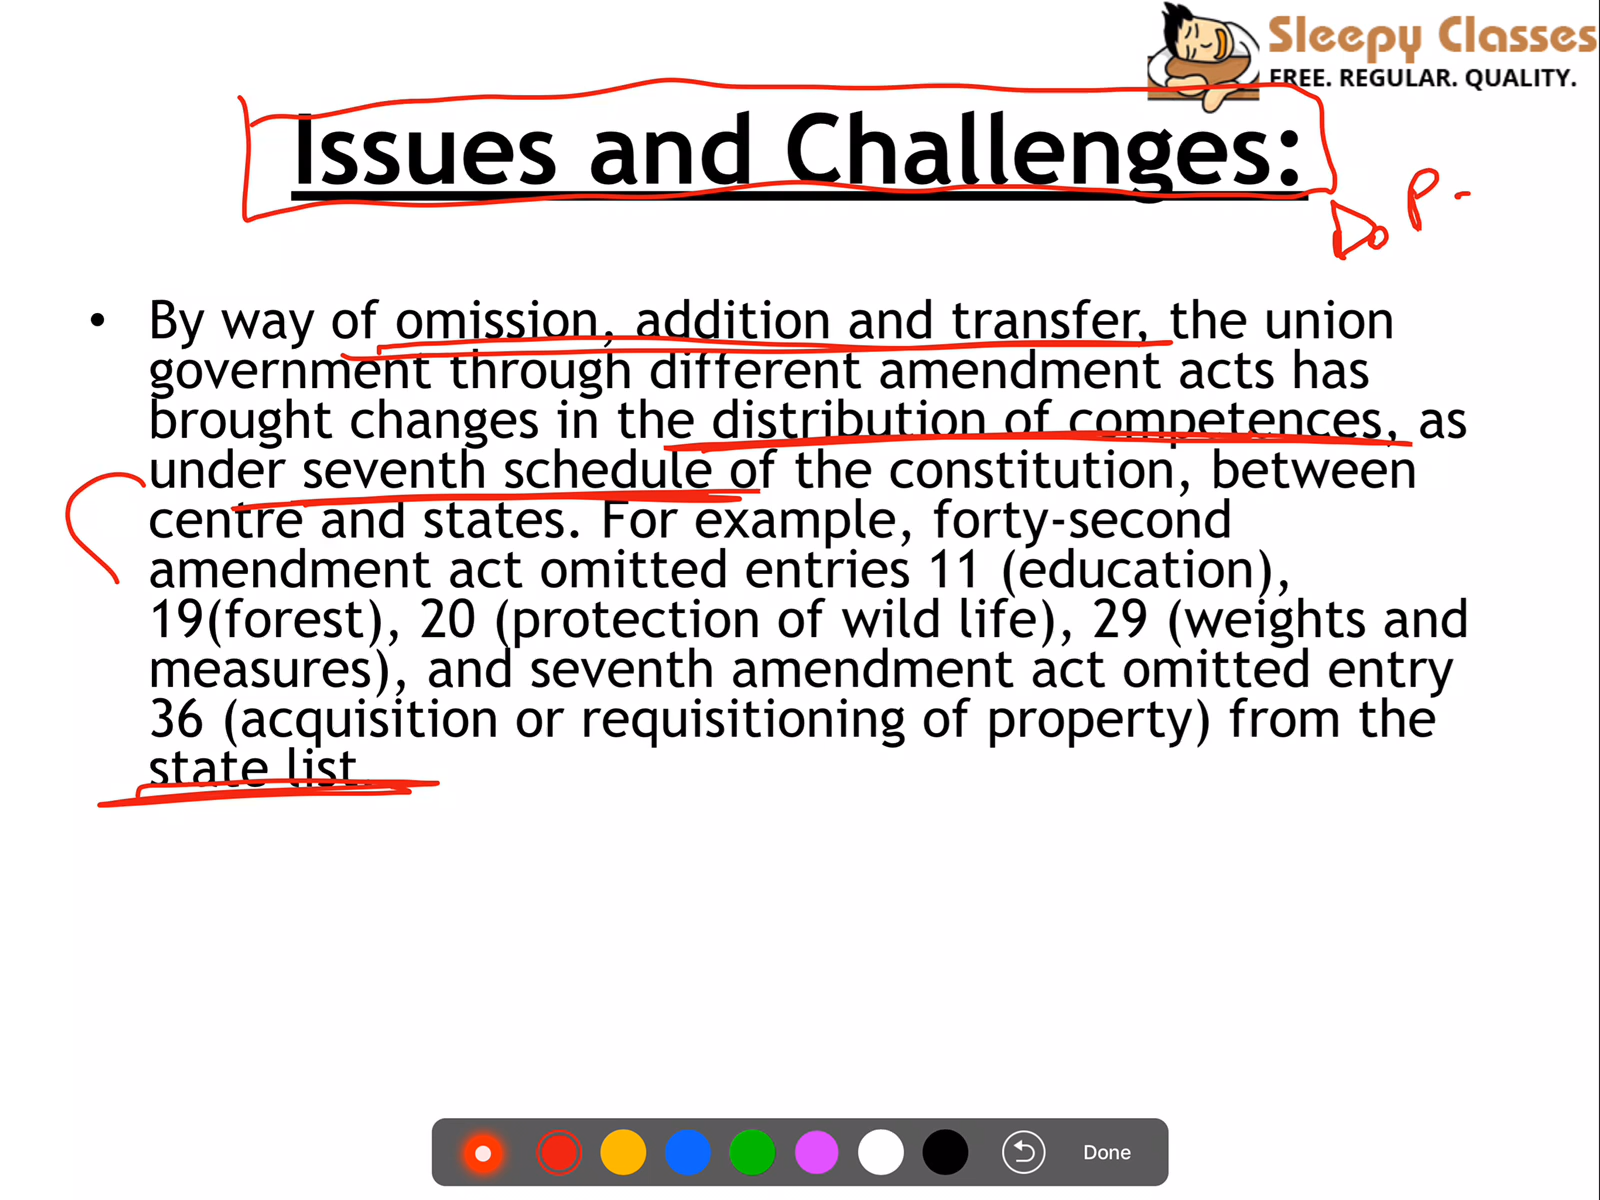 Sleepy Classes
FREE. REGULAR. QUALITY.
Issues and Challenges:
Do P -
• By way of omission, addition and transfer, the union
government through different amendment acts has
brought changes in the distribution of competences, as
under seventh schedule of the constitution, between
centre and states. For example, forty-second
amendment act omitted entries 11 (education),
19(forest), 20 (protection of wild life), 29 (weights and
measures), and seventh amendment act omitted entry
36 (acquisition or requisitioning of property) from the
state list.
Done